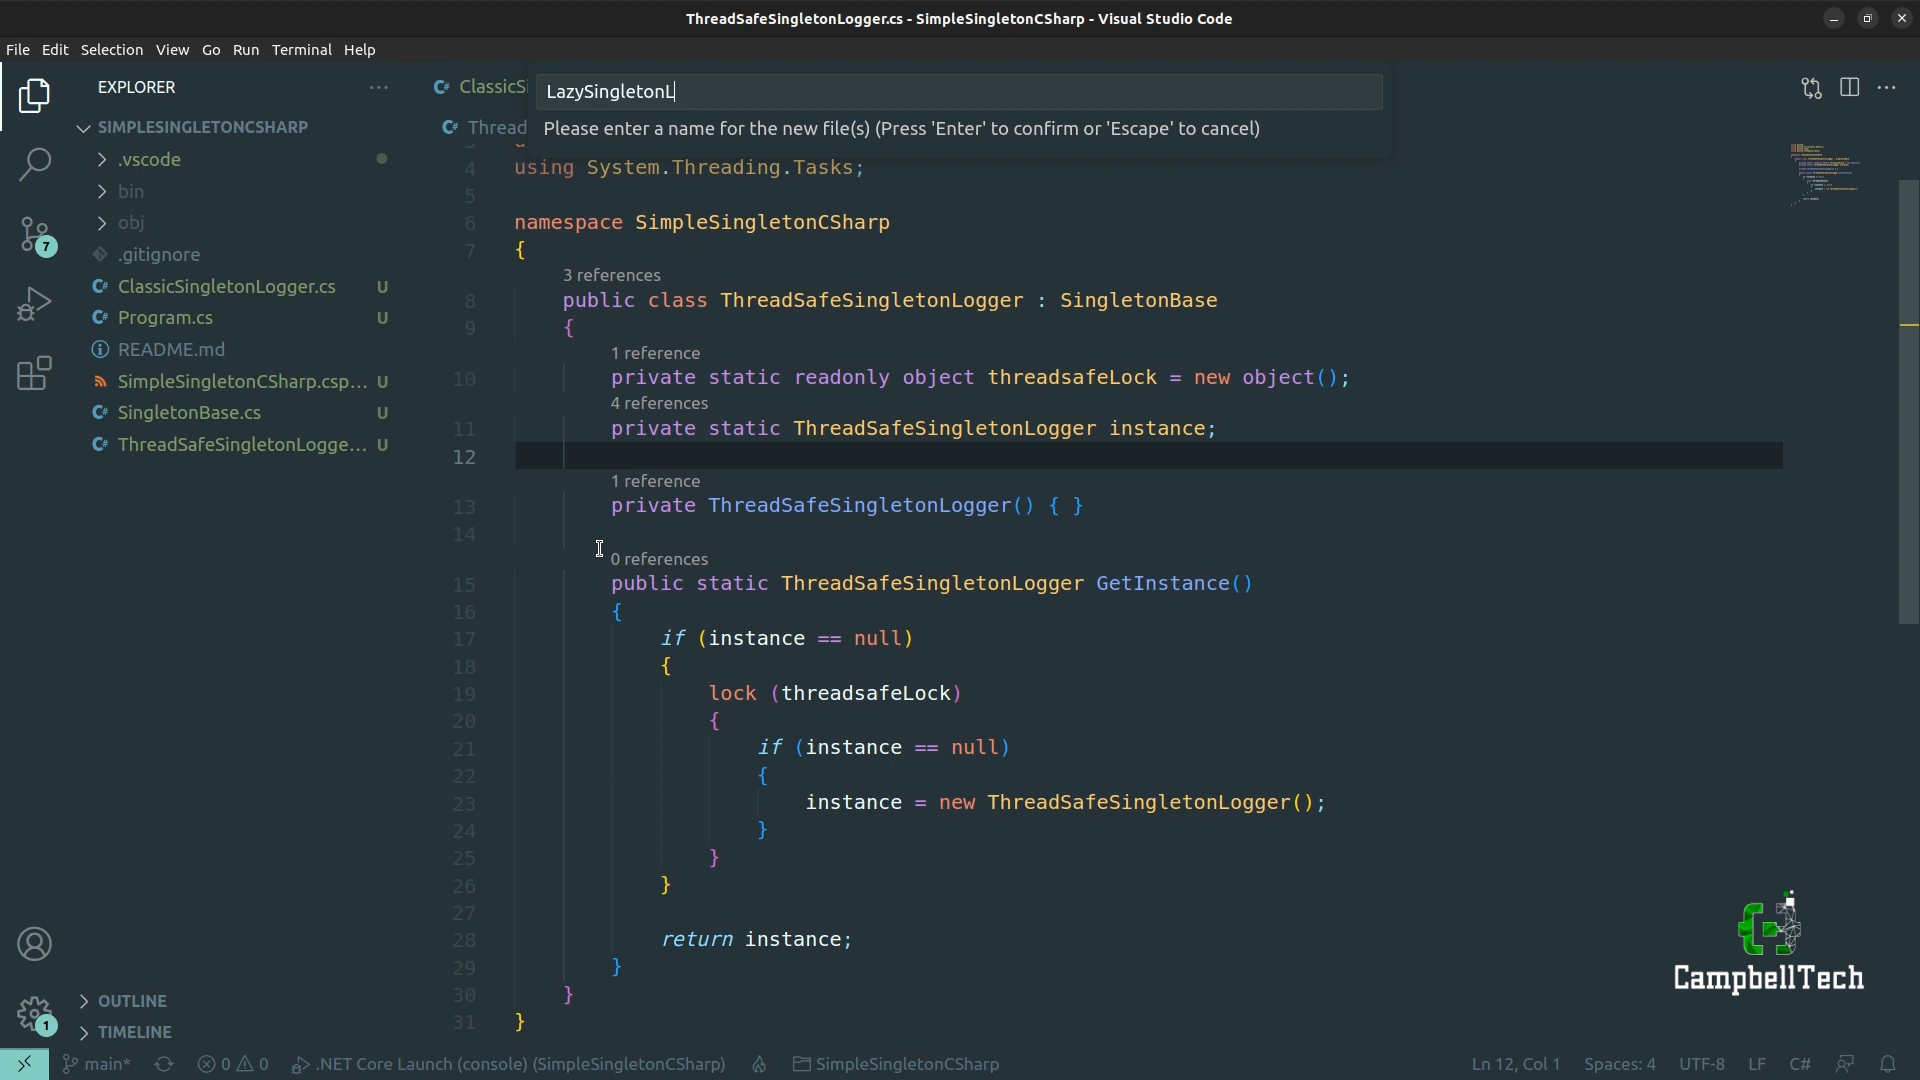 ThreadSafeSingletonLogger.cs - SimpleSingletonCSharp - Visual Studio Code
File Edit Selection View Go Run Terminal Help
EXPLORER
SIMPLESINGLETONCSHARP
.vscode
bin
obj
.gitignore
ClassicSingletonLogger.cs U
Program.cs U
README.md
SimpleSingletonCSharp.csp... U
SingletonBase.cs U
ThreadSafeSingletonLogge... U
OUTLINE
TIMELINE
7
1
C# ClassicSi
LazySingletonL
C# Thread
Please enter a name for the new file(s) (Press 'Enter' to confirm or 'Escape' to cancel)
4 using System.Threading.Tasks;
5
6 namespace SimpleSingletonCSharp
7 {
3 references
8 public class ThreadSafeSingletonLogger : SingletonBase
9 {
1 reference
10 private static readonly object threadsafeLock = new object();
4 references
11 private static ThreadSafeSingletonLogger instance;
12
1 reference
13 private ThreadSafeSingletonLogger() { }
14
0 references
15 public static ThreadSafeSingletonLogger GetInstance()
16 {
17 if (instance == null)
18 {
19 lock (threadsafeLock)
20 {
21 if (instance == null)
22 {
23 instance = new ThreadSafeSingletonLogger();
24 }
25 }
26 }
27
28 return instance;
29 }
30 }
31 }
CampbellTech
main* 0 0 .NET Core Launch (console) (SimpleSingletonCSharp) SimpleSingletonCSharp Ln 12, Col 1 Spaces: 4 UTF-8 LF C#